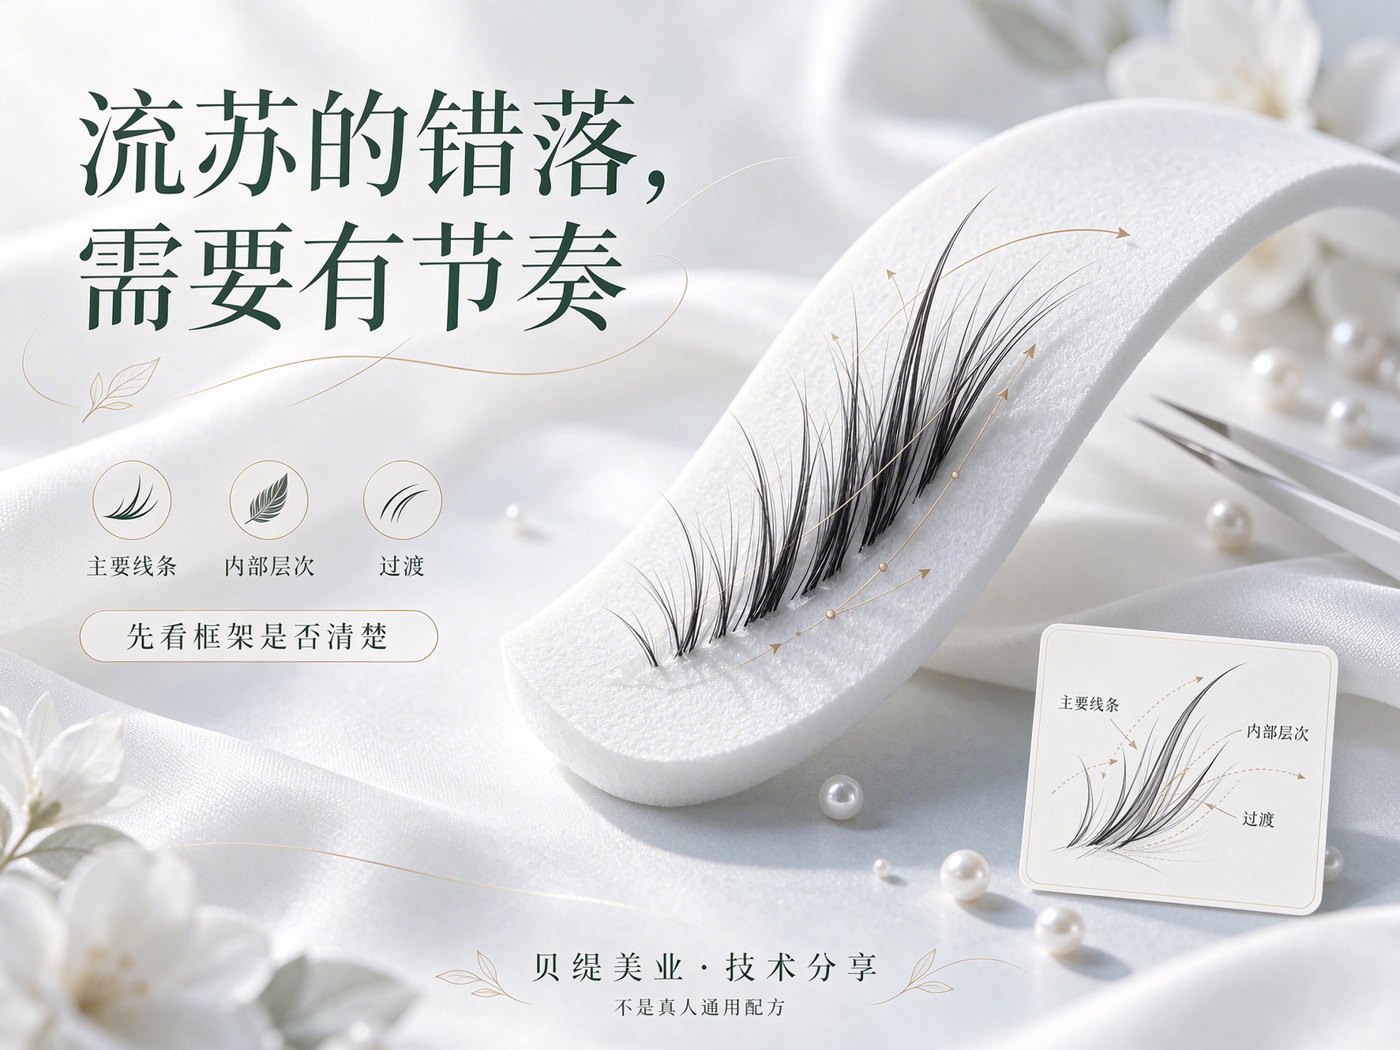 流苏的错落，
需要有节奏
主要线条
内部层次
过渡
先看框架是否清楚
主要线条
内部层次
过渡
贝缇美业·技术分享
不是真人通用配方